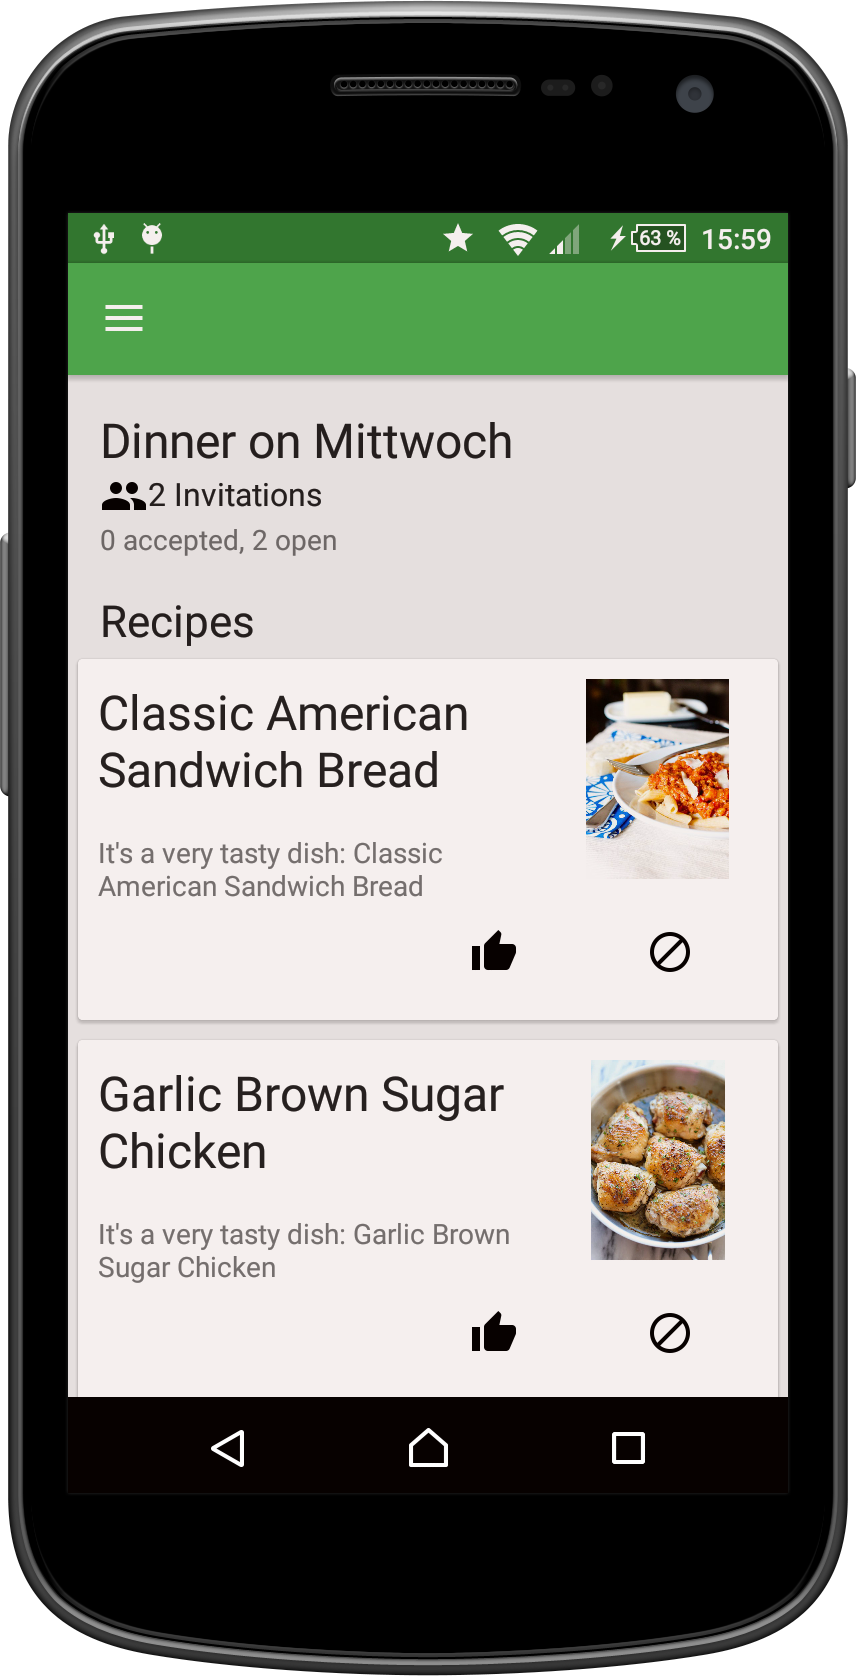 63 % 15:59
Dinner on Mittwoch
2 Invitations
0 accepted, 2 open
Recipes
Classic American
Sandwich Bread
It's a very tasty dish: Classic
American Sandwich Bread
Garlic Brown Sugar
Chicken
It's a very tasty dish: Garlic Brown
Sugar Chicken